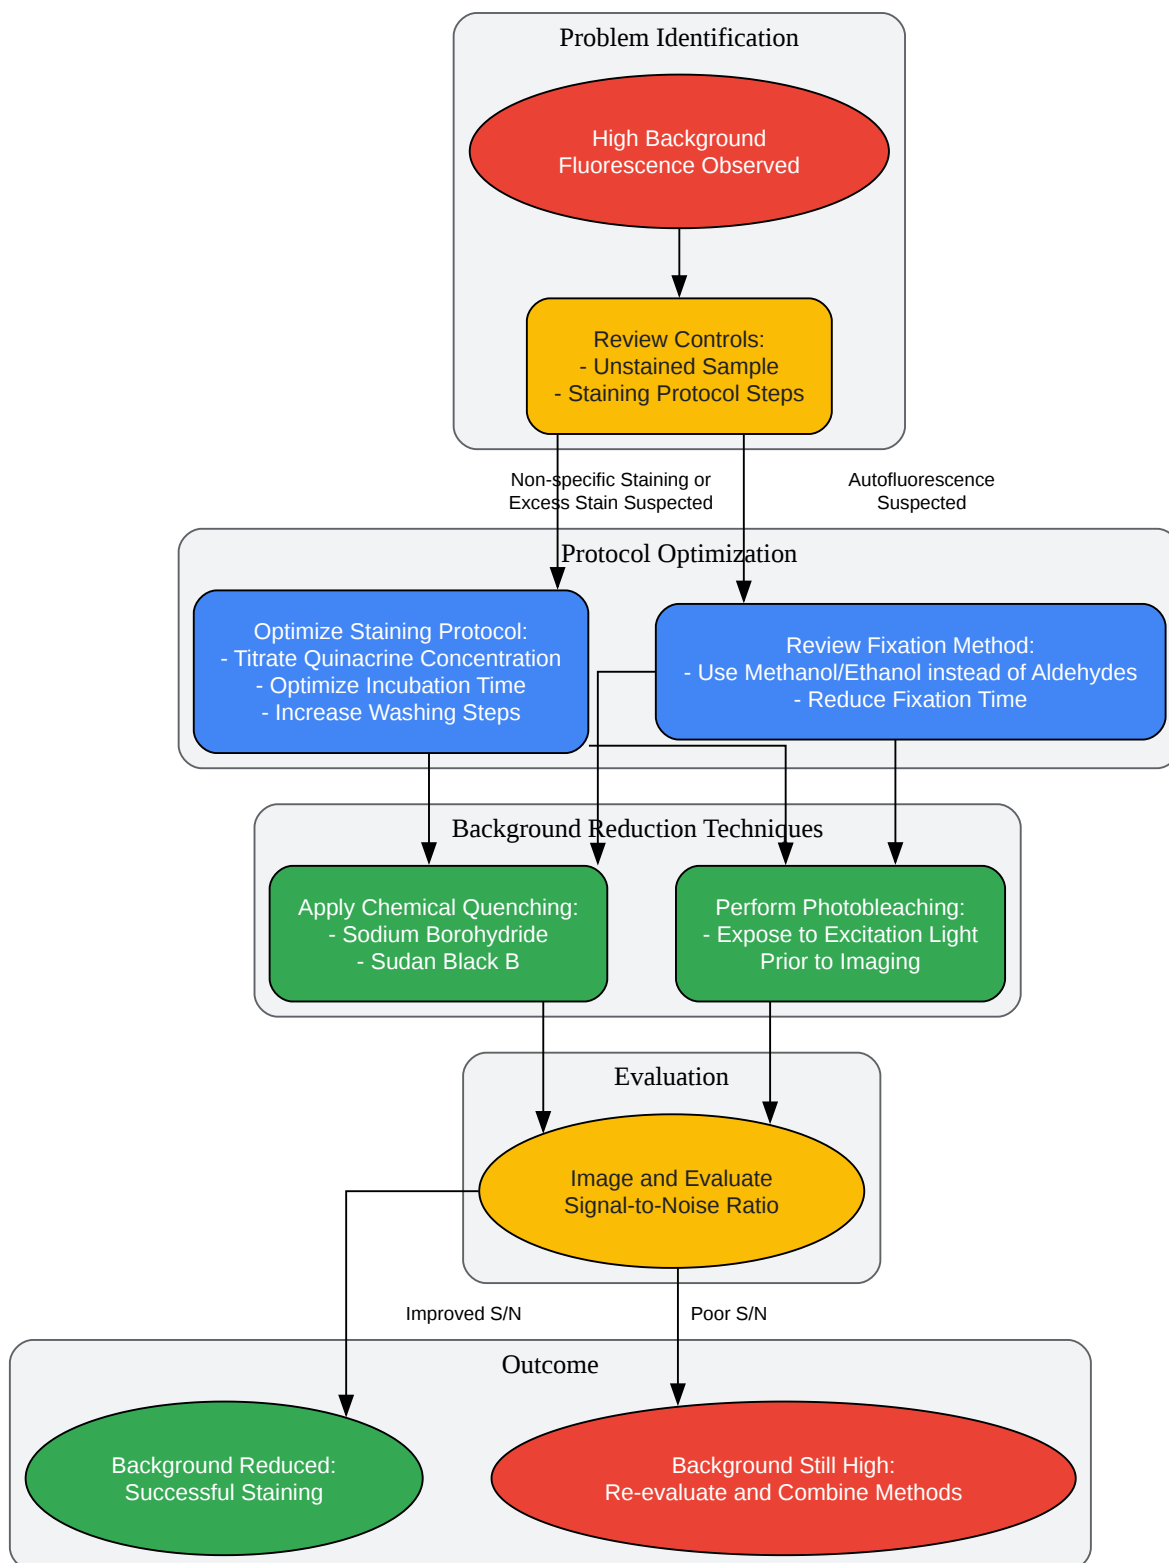 Problem Identification
High Background
Fluorescence Observed
Review Controls:
- Unstained Sample
- Staining Protocol Steps
Non-specific Staining or
Excess Stain Suspected
Autofluorescence
Suspected
Protocol Optimization
Optimize Staining Protocol:
- Titrate Quinacrine Concentration
- Optimize Incubation Time
- Increase Washing Steps
Review Fixation Method:
- Use Methanol/Ethanol instead of Aldehydes
- Reduce Fixation Time
Background Reduction Techniques
Apply Chemical Quenching:
- Sodium Borohydride
- Sudan Black B
Perform Photobleaching:
- Expose to Excitation Light
Prior to Imaging
Evaluation
Image and Evaluate
Signal-to-Noise Ratio
Improved S/N
Poor S/N
Outcome
Background Reduced:
Successful Staining
Background Still High:
Re-evaluate and Combine Methods